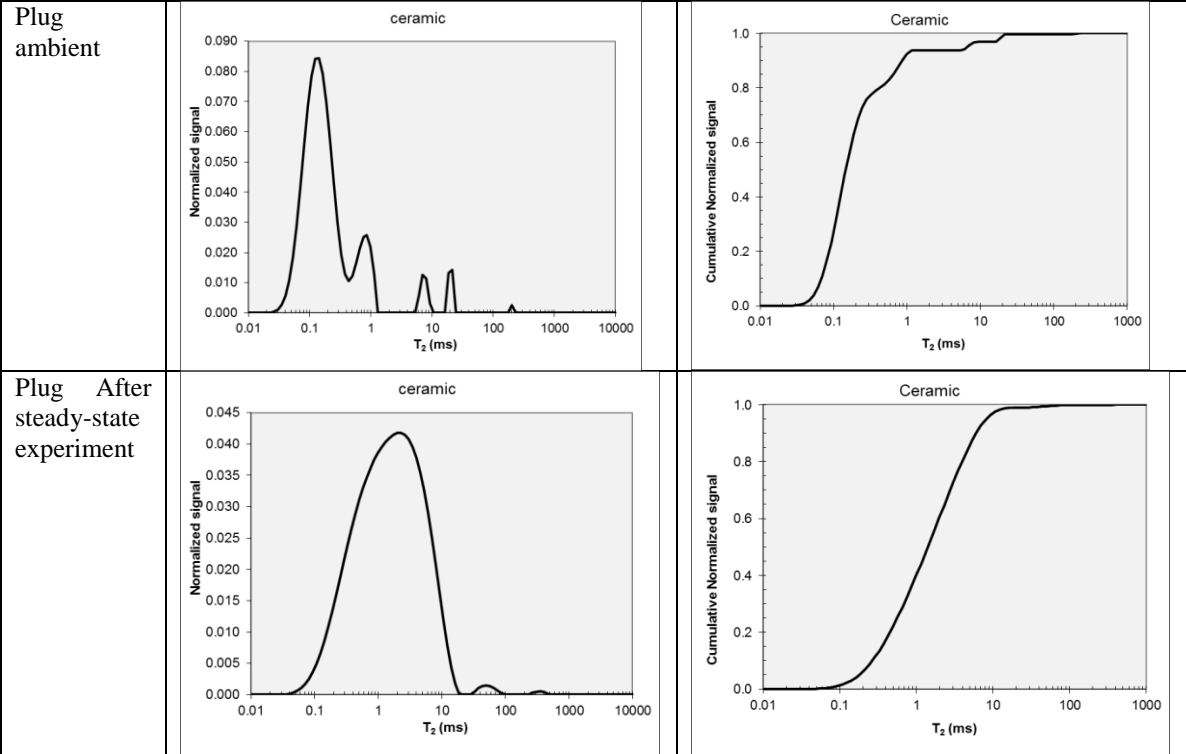 Plug
ambient
ceramic
Normalized signal
0.090
0.080
0.070
0.060
0.050
0.040
0.030
0.020
0.010
0.000
0.01 0.1 1 10 100 1000 10000
T2 (ms)
Ceramic
Cumulative Normalized signal
1.0
0.8
0.6
0.4
0.2
0.0
0.01 0.1 1 10 100 1000
T2 (ms)
Plug After
steady-state
experiment
ceramic
Normalized signal
0.045
0.040
0.035
0.030
0.025
0.020
0.015
0.010
0.005
0.000
0.01 0.1 1 10 100 1000 10000
T2 (ms)
Ceramic
Cumulative Normalized signal
1.0
0.8
0.6
0.4
0.2
0.0
0.01 0.1 1 10 100 1000
T2 (ms)